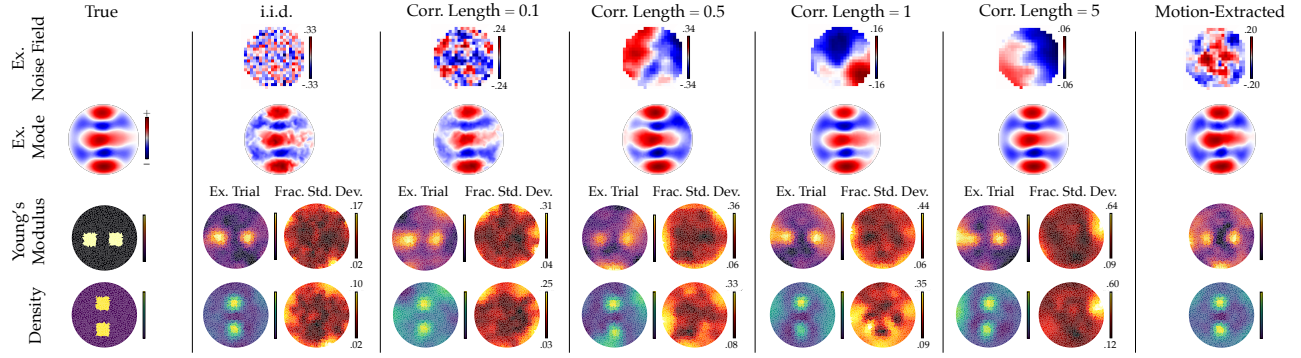 True i.i.d. Corr. Length = 0.1 Corr. Length = 0.5 Corr. Length = 1 Corr. Length = 5 Motion-Extracted
Ex.
Noise Field
.33 -.33 .24 -.24 .34 -.34 .16 -.16 .06 -.06 .20 -.20
Ex.
Mode
+
−
Ex. Trial Frac. Std. Dev. Ex. Trial Frac. Std. Dev. Ex. Trial Frac. Std. Dev. Ex. Trial Frac. Std. Dev. Ex. Trial Frac. Std. Dev.
Young's
Modulus
.17 .31 .36 .44 .64
.02 .04 .06 .06 .09
Density
.10 .25 .33 .35 .60
.02 .03 .08 .09 .12